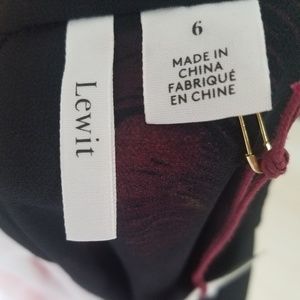 Lewit
6
MADE IN
CHINA
FABRIQUÉ
EN CHINE